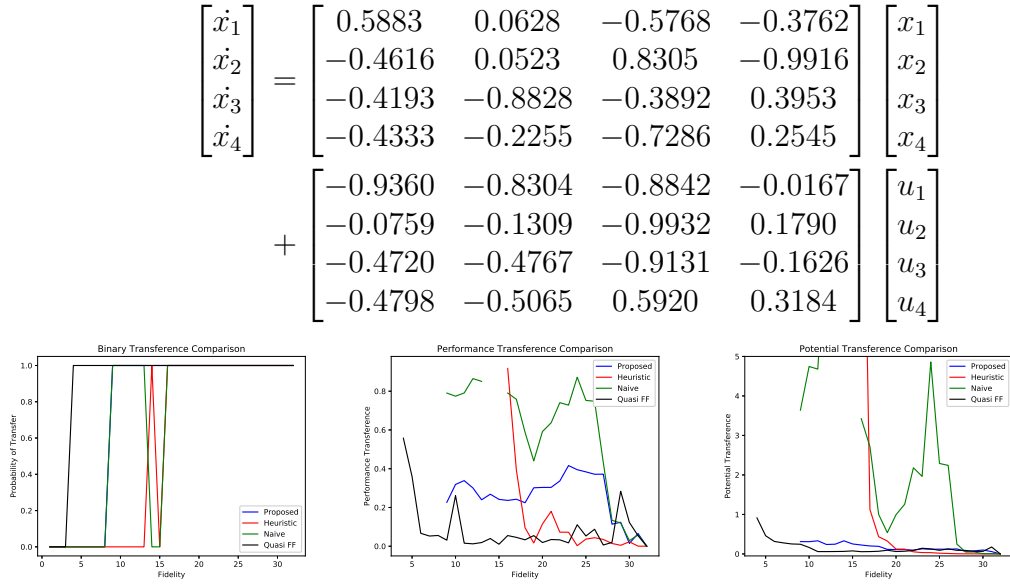 ẋ1 0.5883 0.0628 −0.5768 −0.3762 x1
ẋ2 −0.4616 0.0523 0.8305 −0.9916 x2
=
ẋ3 −0.4193 −0.8828 −0.3892 0.3953 x3
ẋ4 −0.4333 −0.2255 −0.7286 0.2545 x4
−0.9360 −0.8304 −0.8842 −0.0167 u1
−0.0759 −0.1309 −0.9932 0.1790 u2
+
−0.4720 −0.4767 −0.9131 −0.1626 u3
−0.4798 −0.5065 0.5920 0.3184 u4
Binary Transference Comparison
Probability of Transfer
1.0
0.8
0.6
0.4
0.2
0.0
0 5 10 15 20 25 30
Fidelity
Proposed
Heuristic
Naive
Quasi FF
Performance Transference Comparison
Performance Transference
0.8
0.6
0.4
0.2
0.0
5 10 15 20 25 30
Fidelity
Proposed
Heuristic
Naive
Quasi FF
Potential Transference Comparison
Potential Transference
5
4
3
2
1
0
5 10 15 20 25 30
Fidelity
Proposed
Heuristic
Naive
Quasi FF